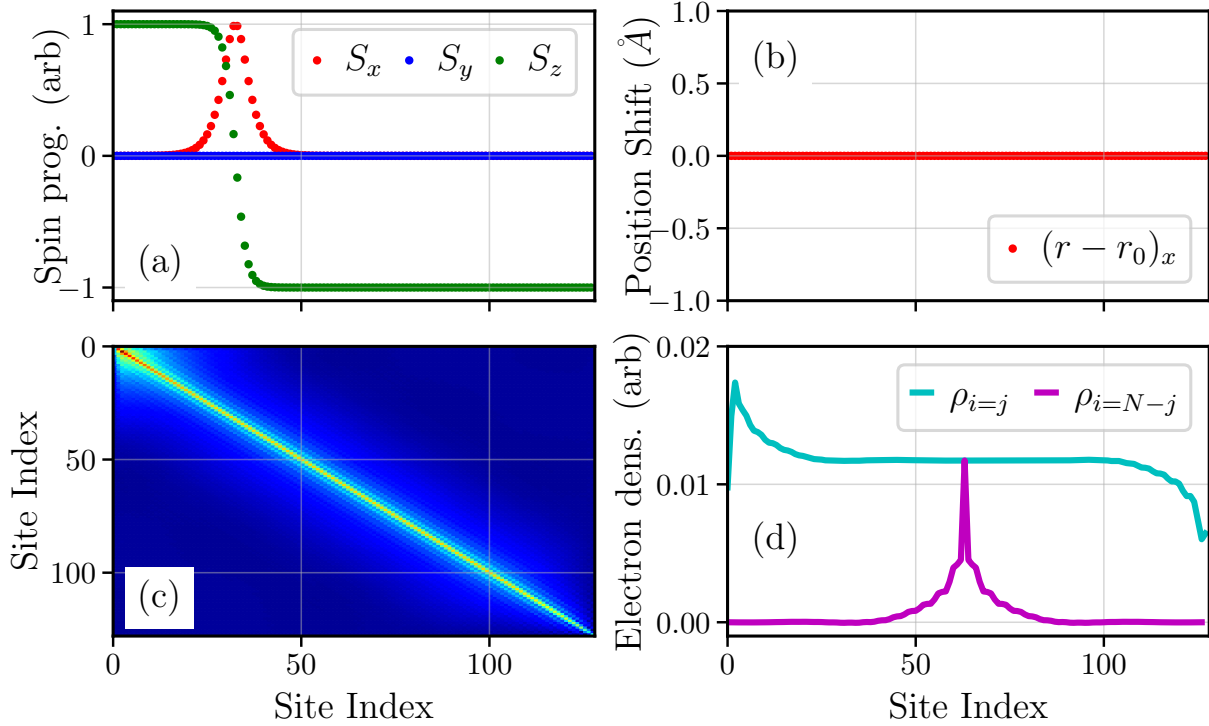 Spin prog. (arb)
1
0
−1
S_x S_y S_z
(a)
Position Shift (Å)
1.0
0.5
0.0
−0.5
−1.0
(b)
(r − r_0)_x
Site Index
0
50
100
(c)
0 50 100
Site Index
Electron dens. (arb)
0.02
0.01
0.00
ρ_{i=j} ρ_{i=N−j}
(d)
0 50 100
Site Index